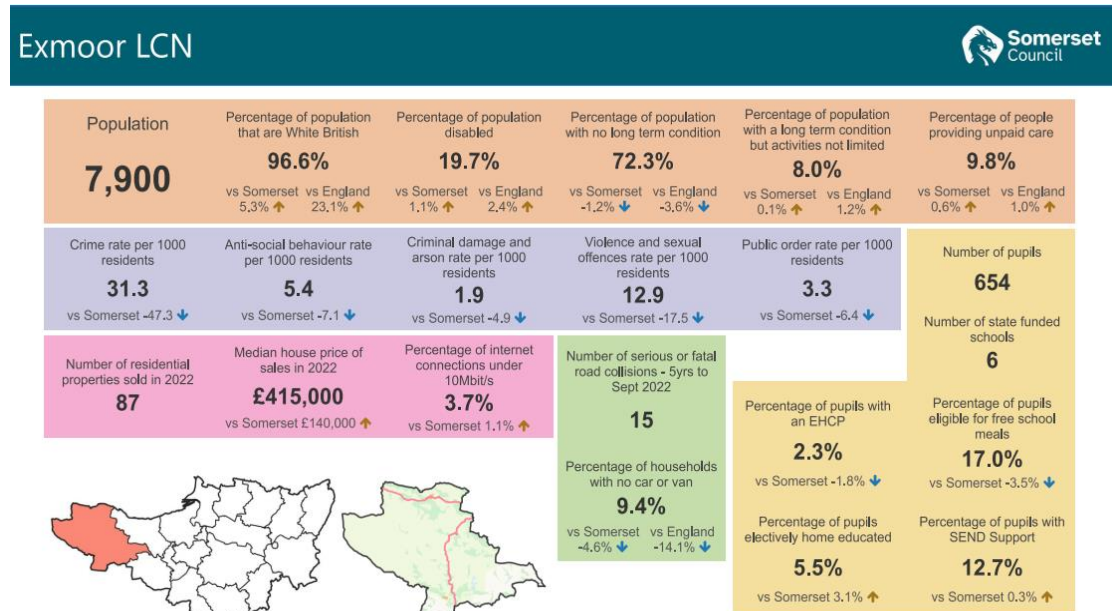 Exmoor LCN
Somerset
Council
Population
7,900
Percentage of population
that are White British
96.6%
vs Somerset vs England
5.3% ↑ 23.1% ↑
Percentage of population
disabled
19.7%
vs Somerset vs England
1.1% ↑ 2.4% ↑
Percentage of population
with no long term condition
72.3%
vs Somerset vs England
-1.2% ↓ -3.6% ↓
Percentage of population
with a long term condition
but activities not limited
8.0%
vs Somerset vs England
0.1% ↑ 1.2% ↑
Percentage of people
providing unpaid care
9.8%
vs Somerset vs England
0.6% ↑ 1.0% ↑
Crime rate per 1000
residents
31.3
vs Somerset -47.3 ↓
Anti-social behaviour rate
per 1000 residents
5.4
vs Somerset -7.1 ↓
Criminal damage and
arson rate per 1000
residents
1.9
vs Somerset -4.9 ↓
Violence and sexual
offences rate per 1000
residents
12.9
vs Somerset -17.5 ↓
Public order rate per 1000
residents
3.3
vs Somerset -6.4 ↓
Number of pupils
654
Number of state funded
schools
6
Number of residential
properties sold in 2022
87
Median house price of
sales in 2022
£415,000
vs Somerset £140,000 ↑
Percentage of internet
connections under
10Mbit/s
3.7%
vs Somerset 1.1% ↑
Number of serious or fatal
road collisions - 5yrs to
Sept 2022
15
Percentage of households
with no car or van
9.4%
vs Somerset vs England
-4.6% ↓ -14.1% ↓
Percentage of pupils with
an EHCP
2.3%
vs Somerset -1.8% ↓
Percentage of pupils
eligible for free school
meals
17.0%
vs Somerset -3.5% ↓
Percentage of pupils
electively home educated
5.5%
vs Somerset 3.1% ↑
Percentage of pupils with
SEND Support
12.7%
vs Somerset 0.3% ↑